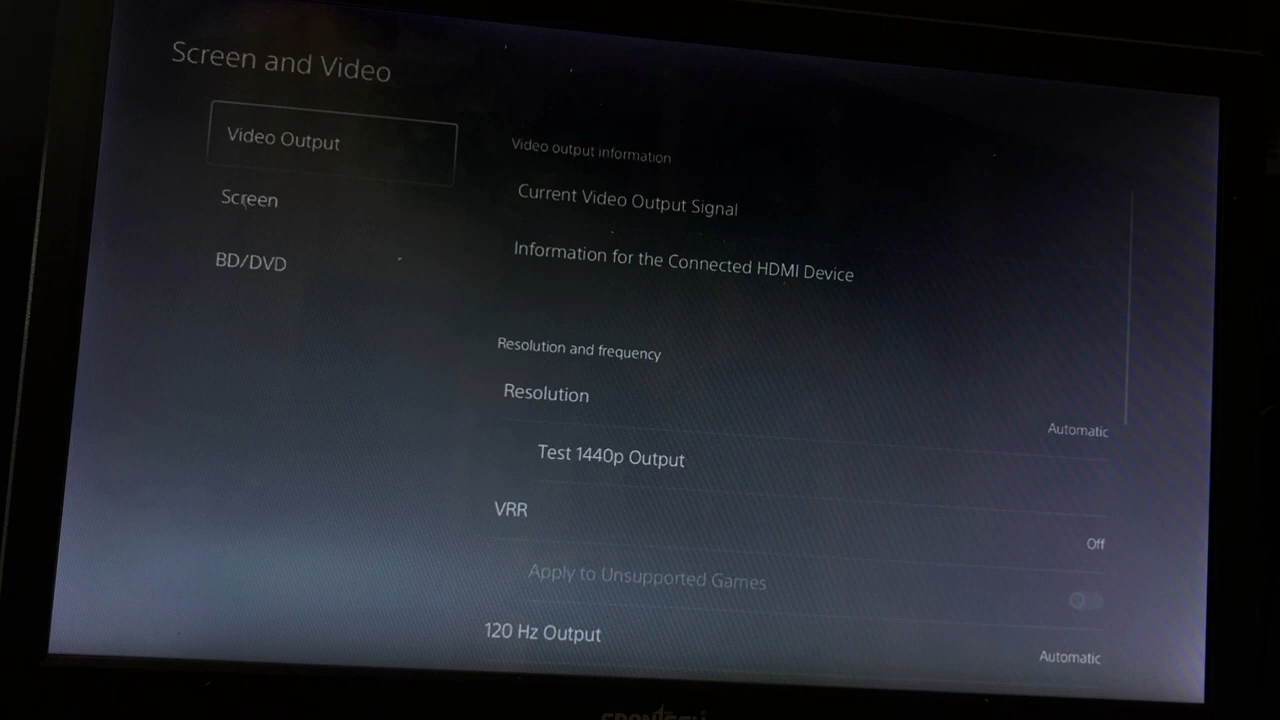 Screen and Video
Video Output
Screen
BD/DVD
Video output information
Current Video Output Signal
Information for the Connected HDMI Device
Resolution and frequency
Resolution
Automatic
Test 1440p Output
VRR
Off
Apply to Unsupported Games
120 Hz Output
Automatic